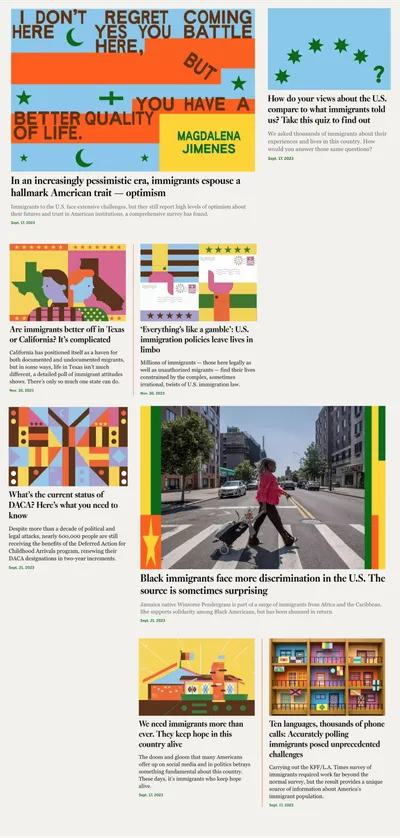 I DON'T REGRET COMING
HERE YES YOU BATTLE
HERE,
BUT
YOU HAVE A
BETTER QUALITY
OF LIFE.
MAGDALENA
JIMENES
In an increasingly pessimistic era, immigrants espouse a
hallmark American trait — optimism
Immigrants to the U.S. face extensive challenges, but they still report high levels of optimism about
their futures and trust in American institutions, a comprehensive survey has found.
Sept. 17, 2023
?
How do your views about the U.S.
compare to what immigrants told
us? Take this quiz to find out
We asked thousands of immigrants about their
experiences and lives in this country. How
would you answer those same questions?
Sept. 17, 2023
Are immigrants better off in Texas
or California? It's complicated
California has positioned itself as a haven for
both documented and undocumented migrants,
but in some ways, life in Texas isn't much
different, a detailed poll of immigrant attitudes
shows. There's only so much one state can do.
Nov. 30, 2023
'Everything's like a gamble': U.S.
immigration policies leave lives in
limbo
Millions of immigrants — those here legally as
well as unauthorized migrants — find their lives
constrained by the complex, sometimes
irrational, twists of U.S. immigration law.
Nov. 30, 2023
What's the current status of
DACA? Here's what you need to
know
Despite more than a decade of political and
legal attacks, nearly 600,000 people are still
receiving the benefits of the Deferred Action for
Childhood Arrivals program, renewing their
DACA designations in two-year increments.
Sept. 21, 2023
Black immigrants face more discrimination in the U.S. The
source is sometimes surprising
Jamaica native Winsome Pendergrass is part of a surge of immigrants from Africa and the Caribbean.
She supports solidarity among Black Americans, but has been shunned in return.
Sept. 21, 2023
We need immigrants more than
ever. They keep hope in this
country alive
The doom and gloom that many Americans
offer up on social media and in politics betrays
something fundamental about this country.
These days, it's immigrants who keep hope
alive.
Sept. 17, 2023
Ten languages, thousands of phone
calls: Accurately polling
immigrants posed unprecedented
challenges
Carrying out the KFF/L.A. Times survey of
immigrants required work far beyond the
normal survey, but the result provides a unique
source of information about America's
immigrant population.
Sept. 17, 2023